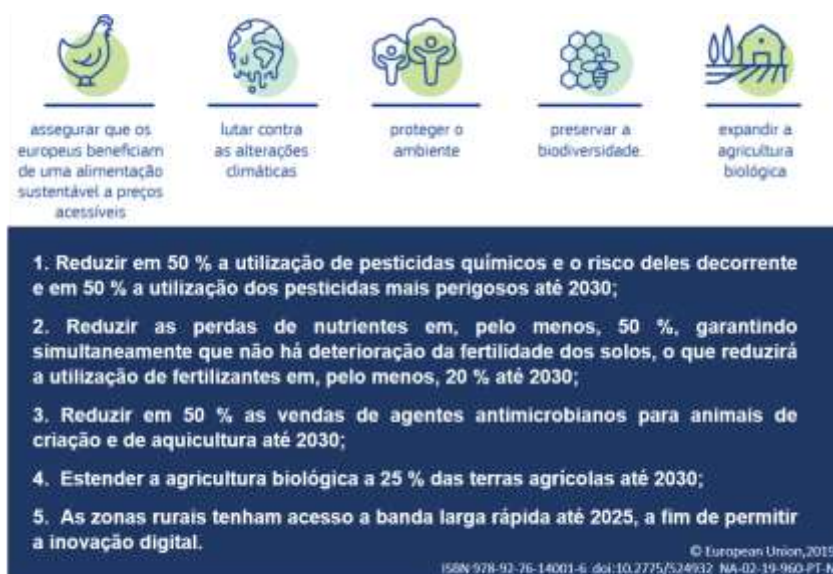 assegurar que os
europeus beneficiam
de uma alimentação
sustentável a preços
acessíveis
lutar contra
as alterações
climáticas
proteger o
ambiente
preservar a
biodiversidade.
expandir a
agricultura
biológica
1. Reduzir em 50 % a utilização de pesticidas químicos e o risco deles decorrente
e em 50 % a utilização dos pesticidas mais perigosos até 2030;
2. Reduzir as perdas de nutrientes em, pelo menos, 50 %, garantindo
simultaneamente que não há deterioração da fertilidade dos solos, o que reduzirá
a utilização de fertilizantes em, pelo menos, 20 % até 2030;
3. Reduzir em 50 % as vendas de agentes antimicrobianos para animais de
criação e de aquicultura até 2030;
4. Estender a agricultura biológica a 25 % das terras agrícolas até 2030;
5. As zonas rurais tenham acesso a banda larga rápida até 2025, a fim de permitir
a inovação digital.
© European Union,2019
ISBN 978-92-76-14001-6 doi:10.2775/524932 NA-02-19-960-PT-N